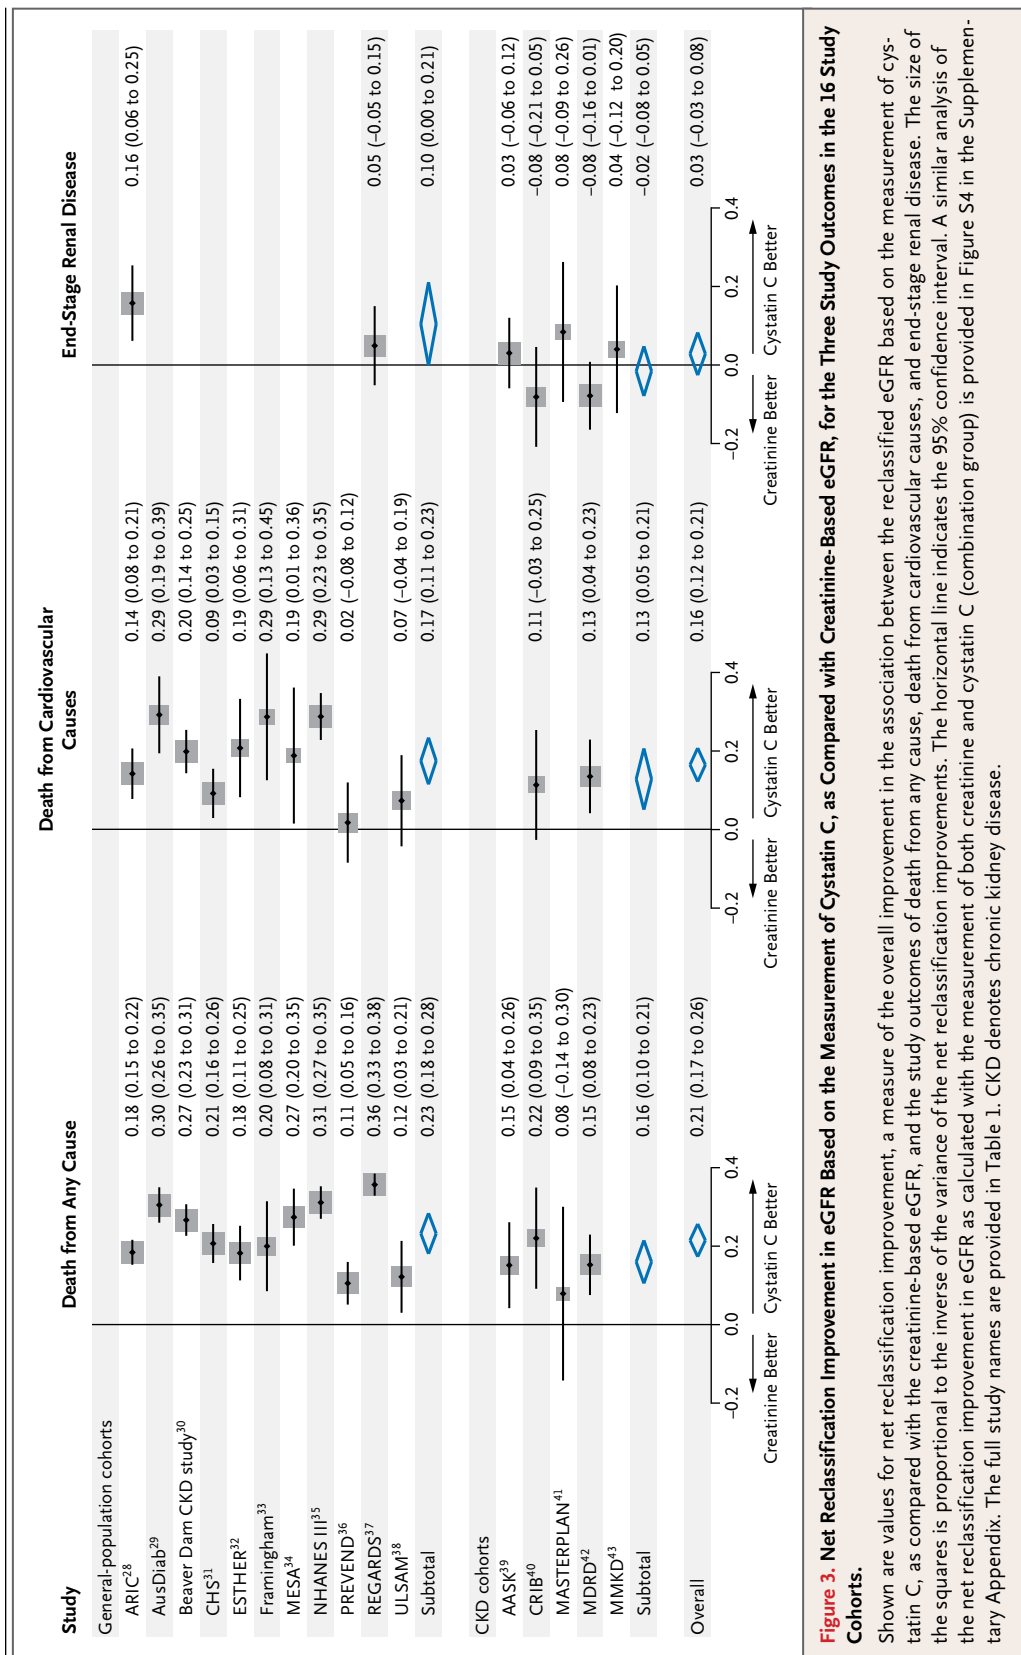 Study Death from Any Cause Death from Cardiovascular Causes End-Stage Renal Disease
General-population cohorts
ARIC28 0.18 (0.15 to 0.22) 0.14 (0.08 to 0.21) 0.16 (0.06 to 0.25)
AusDiab29 0.30 (0.26 to 0.35) 0.29 (0.19 to 0.39)
Beaver Dam CKD study30 0.27 (0.23 to 0.31) 0.20 (0.14 to 0.25)
CHS31 0.21 (0.16 to 0.26) 0.09 (0.03 to 0.15)
ESTHER32 0.18 (0.11 to 0.25) 0.19 (0.06 to 0.31)
Framingham33 0.20 (0.08 to 0.31) 0.29 (0.13 to 0.45)
MESA34 0.27 (0.20 to 0.35) 0.19 (0.01 to 0.36)
NHANES III35 0.31 (0.27 to 0.35) 0.29 (0.23 to 0.35)
PREVEND36 0.11 (0.05 to 0.16) 0.02 (−0.08 to 0.12)
REGARDS37 0.36 (0.33 to 0.38) 0.05 (−0.05 to 0.15)
ULSAM38 0.12 (0.03 to 0.21) 0.07 (−0.04 to 0.19)
Subtotal 0.23 (0.18 to 0.28) 0.17 (0.11 to 0.23) 0.10 (0.00 to 0.21)
CKD cohorts
AASK39 0.15 (0.04 to 0.26) 0.03 (−0.06 to 0.12)
CRIB40 0.22 (0.09 to 0.35) 0.11 (−0.03 to 0.25) −0.08 (−0.21 to 0.05)
MASTERPLAN41 0.08 (−0.14 to 0.30) 0.08 (−0.09 to 0.26)
MDRD42 0.15 (0.08 to 0.23) 0.13 (0.04 to 0.23) −0.08 (−0.16 to 0.01)
MMKD43 0.04 (−0.12 to 0.20)
Subtotal 0.16 (0.10 to 0.21) 0.13 (0.05 to 0.21) −0.02 (−0.08 to 0.05)
Overall 0.21 (0.17 to 0.26) 0.16 (0.12 to 0.21) 0.03 (−0.03 to 0.08)
−0.2 0.0 0.2 0.4 −0.2 0.0 0.2 0.4 −0.2 0.0 0.2 0.4
Creatinine Better Cystatin C Better Creatinine Better Cystatin C Better Creatinine Better Cystatin C Better
Figure 3. Net Reclassification Improvement in eGFR Based on the Measurement of Cystatin C, as Compared with Creatinine-Based eGFR, for the Three Study Outcomes in the 16 Study
Cohorts.
Shown are values for net reclassification improvement, a measure of the overall improvement in the association between the reclassified eGFR based on the measurement of cys-
tatin C, as compared with the creatinine-based eGFR, and the study outcomes of death from any cause, death from cardiovascular causes, and end-stage renal disease. The size of
the squares is proportional to the inverse of the variance of the net reclassification improvements. The horizontal line indicates the 95% confidence interval. A similar analysis of
the net reclassification improvement in eGFR as calculated with the measurement of both creatinine and cystatin C (combination group) is provided in Figure S4 in the Supplemen-
tary Appendix. The full study names are provided in Table 1. CKD denotes chronic kidney disease.